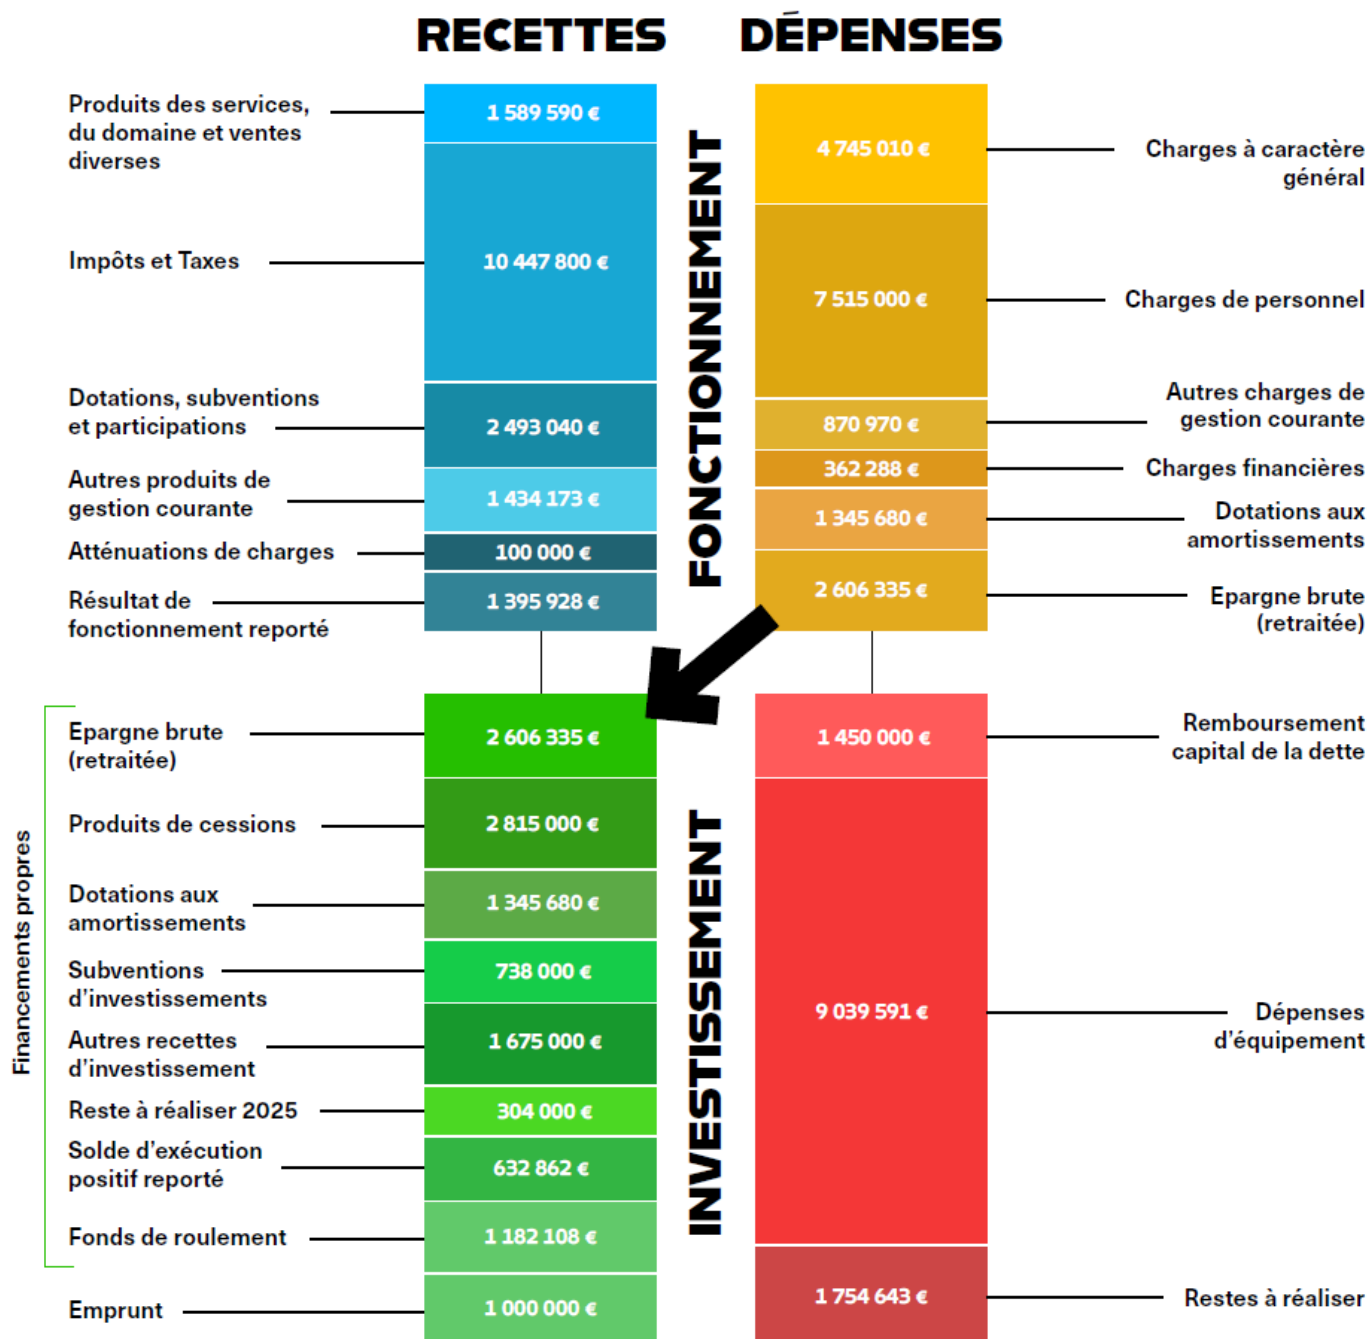 RECETTES
DÉPENSES
FONCTIONNEMENT
Produits des services,
du domaine et ventes
diverses
1 589 590 €
Impôts et Taxes
10 447 800 €
Dotations, subventions
et participations
2 493 040 €
Autres produits de
gestion courante
1 434 173 €
Atténuations de charges
100 000 €
Résultat de
fonctionnement reporté
1 395 928 €
4 745 010 €
Charges à caractère
général
7 515 000 €
Charges de personnel
870 970 €
Autres charges de
gestion courante
362 288 €
Charges financières
1 345 680 €
Dotations aux
amortissements
2 606 335 €
Epargne brute
(retraitée)
INVESTISSEMENT
Financements propres
Epargne brute
(retraitée)
2 606 335 €
Produits de cessions
2 815 000 €
Dotations aux
amortissements
1 345 680 €
Subventions
d'investissements
738 000 €
Autres recettes
d'investissement
1 675 000 €
Reste à réaliser 2025
304 000 €
Solde d'exécution
positif reporté
632 862 €
Fonds de roulement
1 182 108 €
Emprunt
1 000 000 €
1 450 000 €
Remboursement
capital de la dette
9 039 591 €
Dépenses
d'équipement
1 754 643 €
Restes à réaliser